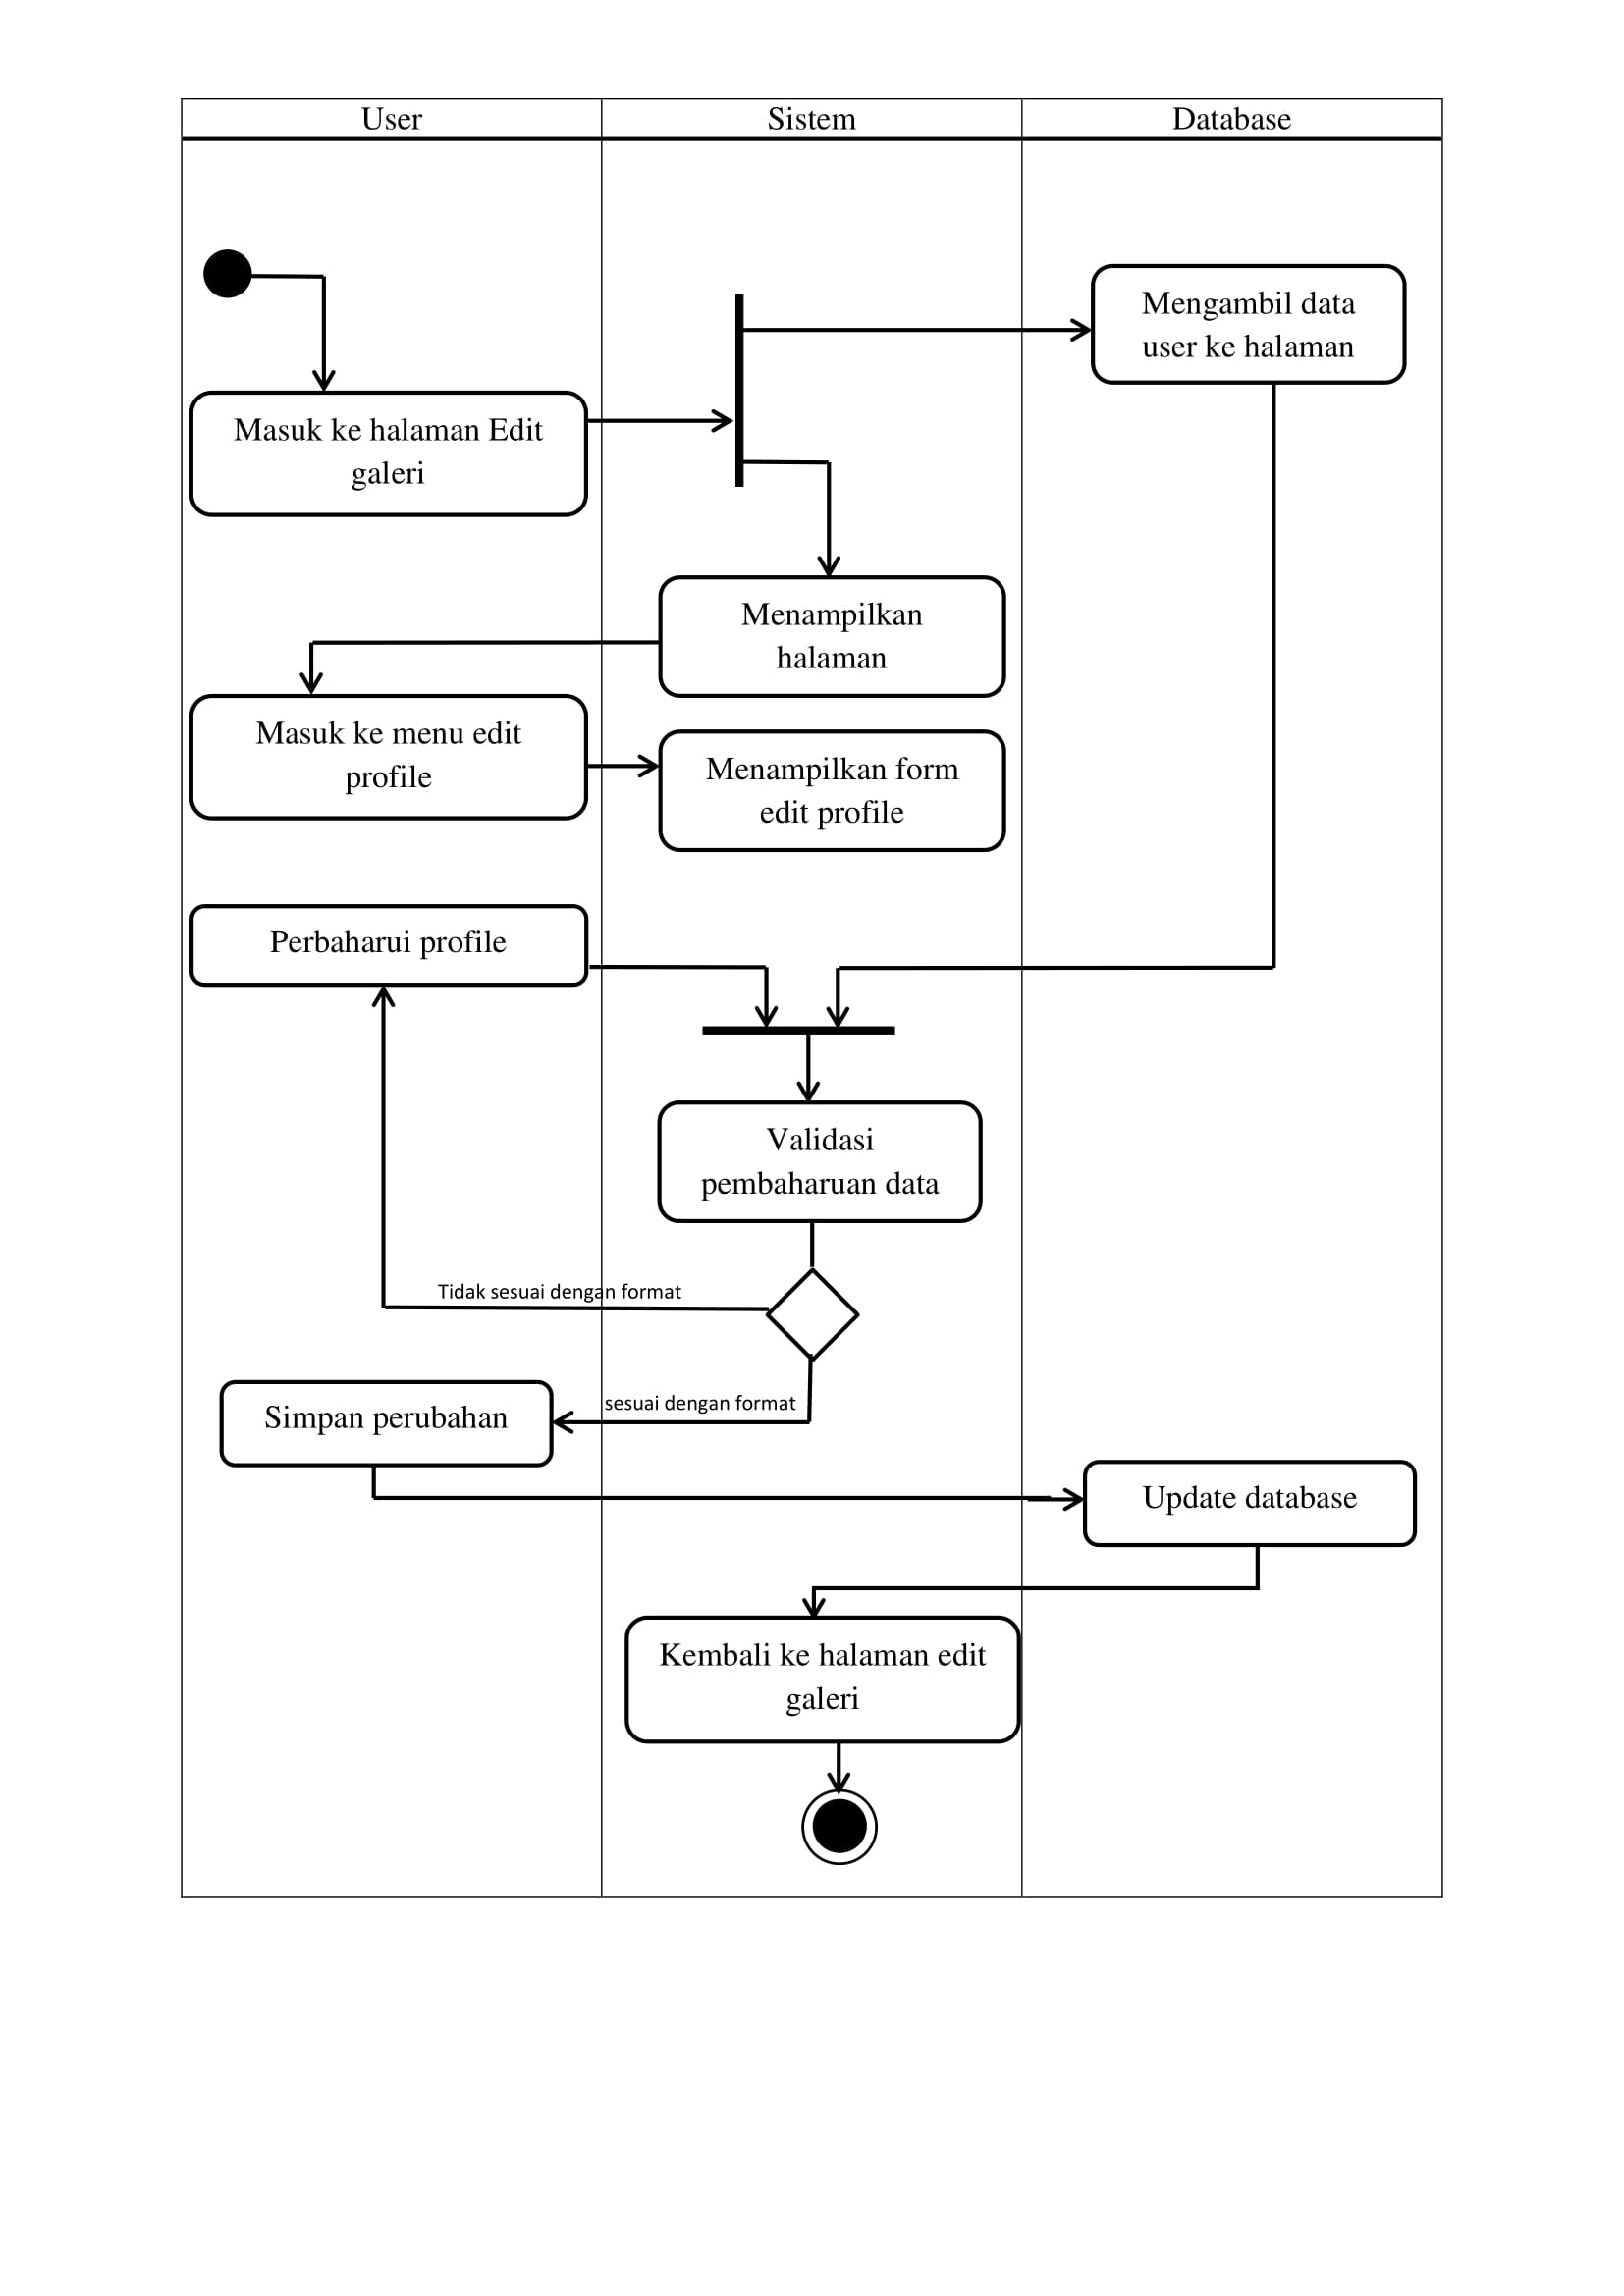 User
Sistem
Database
Mengambil data
user ke halaman
Masuk ke halaman Edit
galeri
Menampilkan
halaman
Masuk ke menu edit
profile
Menampilkan form
edit profile
Perbaharui profile
Validasi
pembaharuan data
Tidak sesuai dengan format
sesuai dengan format
Simpan perubahan
Update database
Kembali ke halaman edit
galeri